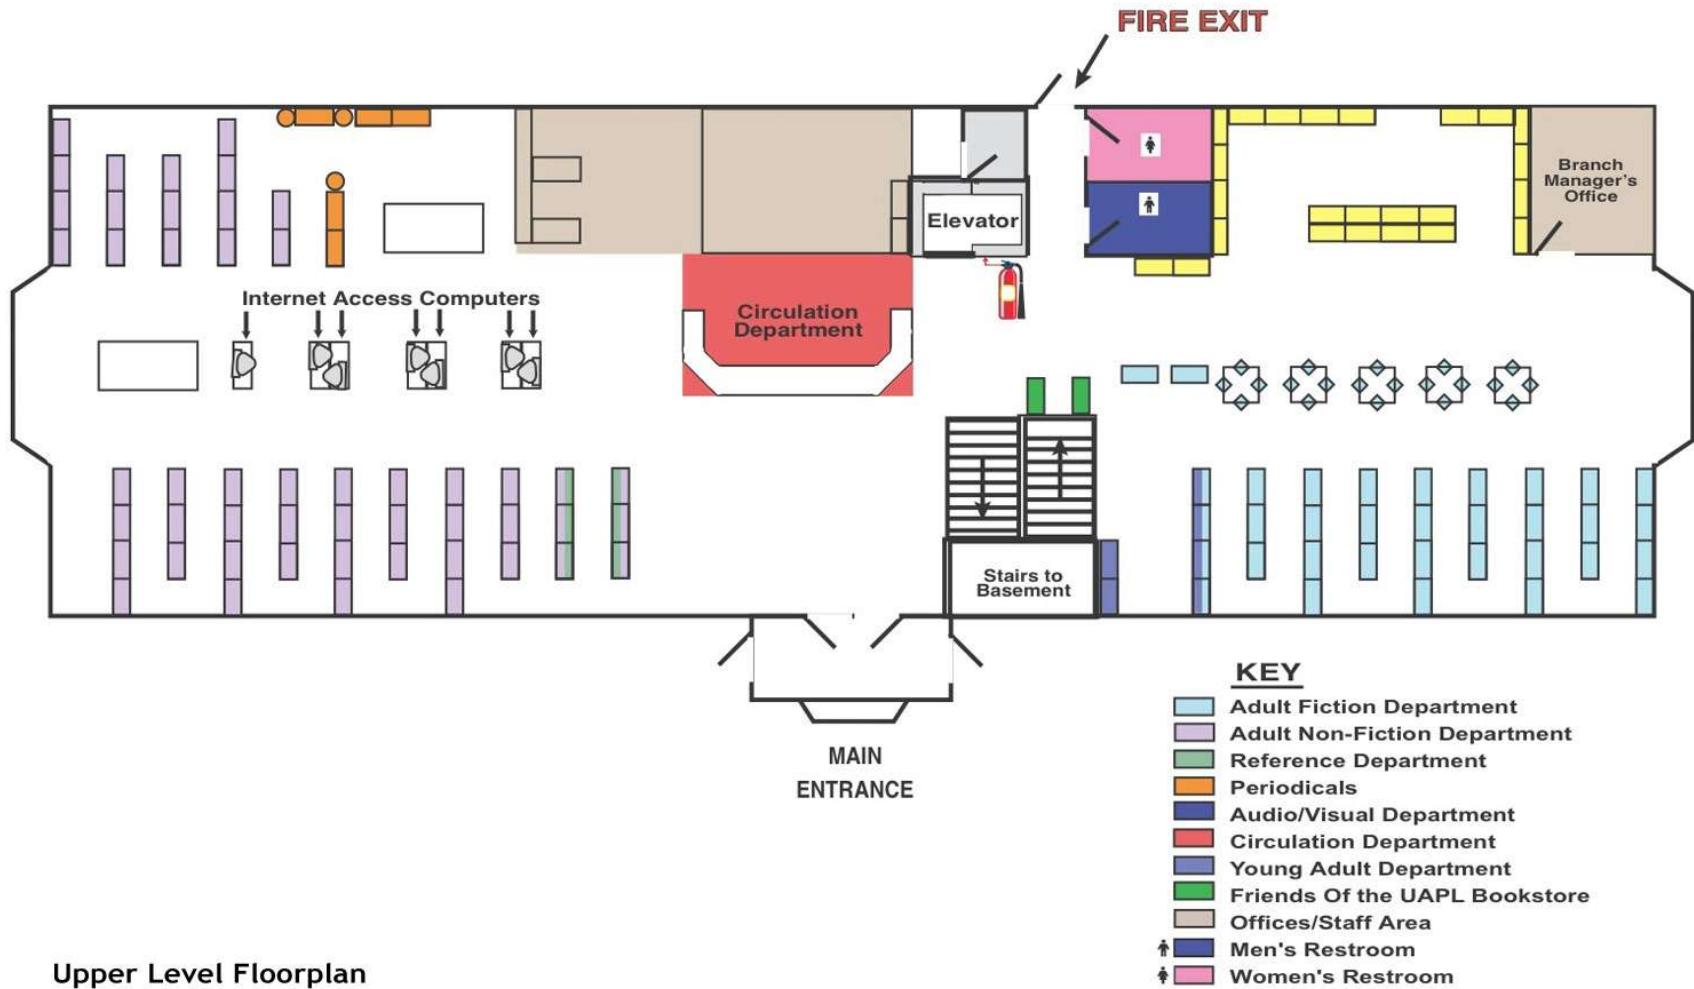 FIRE EXIT
Branch
Manager's
Office
Elevator
Internet Access Computers
Circulation
Department
Stairs to
Basement
MAIN
ENTRANCE
KEY
Adult Fiction Department
Adult Non-Fiction Department
Reference Department
Periodicals
Audio/Visual Department
Circulation Department
Young Adult Department
Friends Of the UAPL Bookstore
Offices/Staff Area
Men's Restroom
Women's Restroom
Upper Level Floorplan